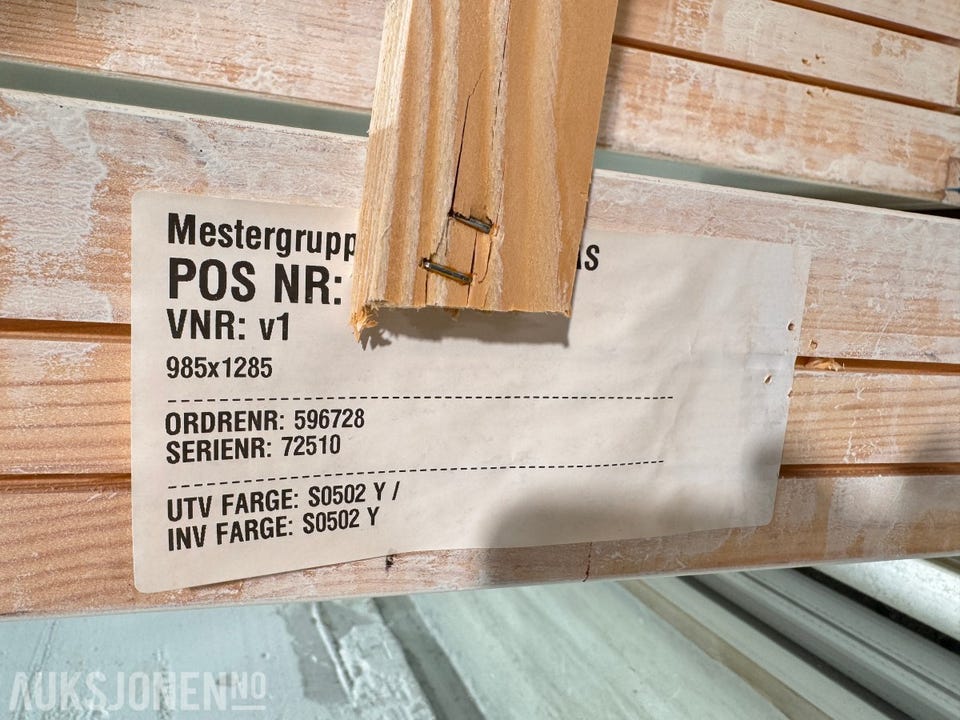 Mestergrupp
POS NR:
VNR: v1
985x1285
ORDRENR: 596728
SERIENR: 72510
UTV FARGE: S0502 Y /
INV FARGE: S0502 Y
AUKSJONEN NO